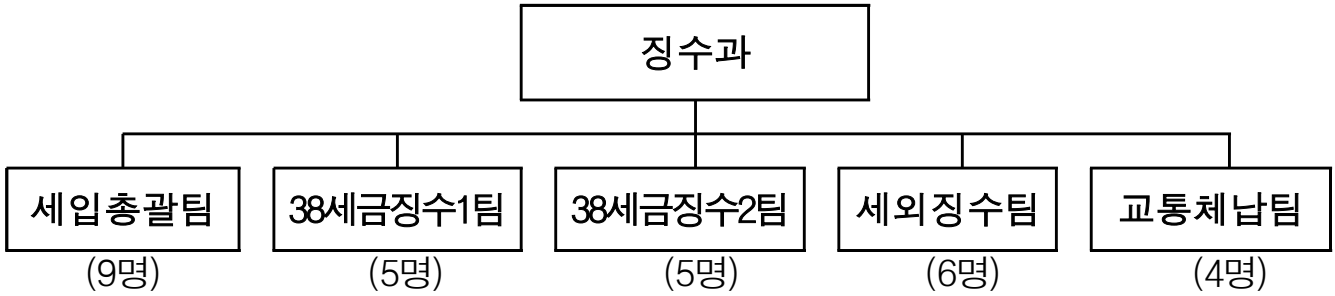 징수과
세입총괄팀 38세금징수1팀 38세금징수2팀 세외징수팀 교통체납팀
(9명) (5명) (5명) (6명) (4명)